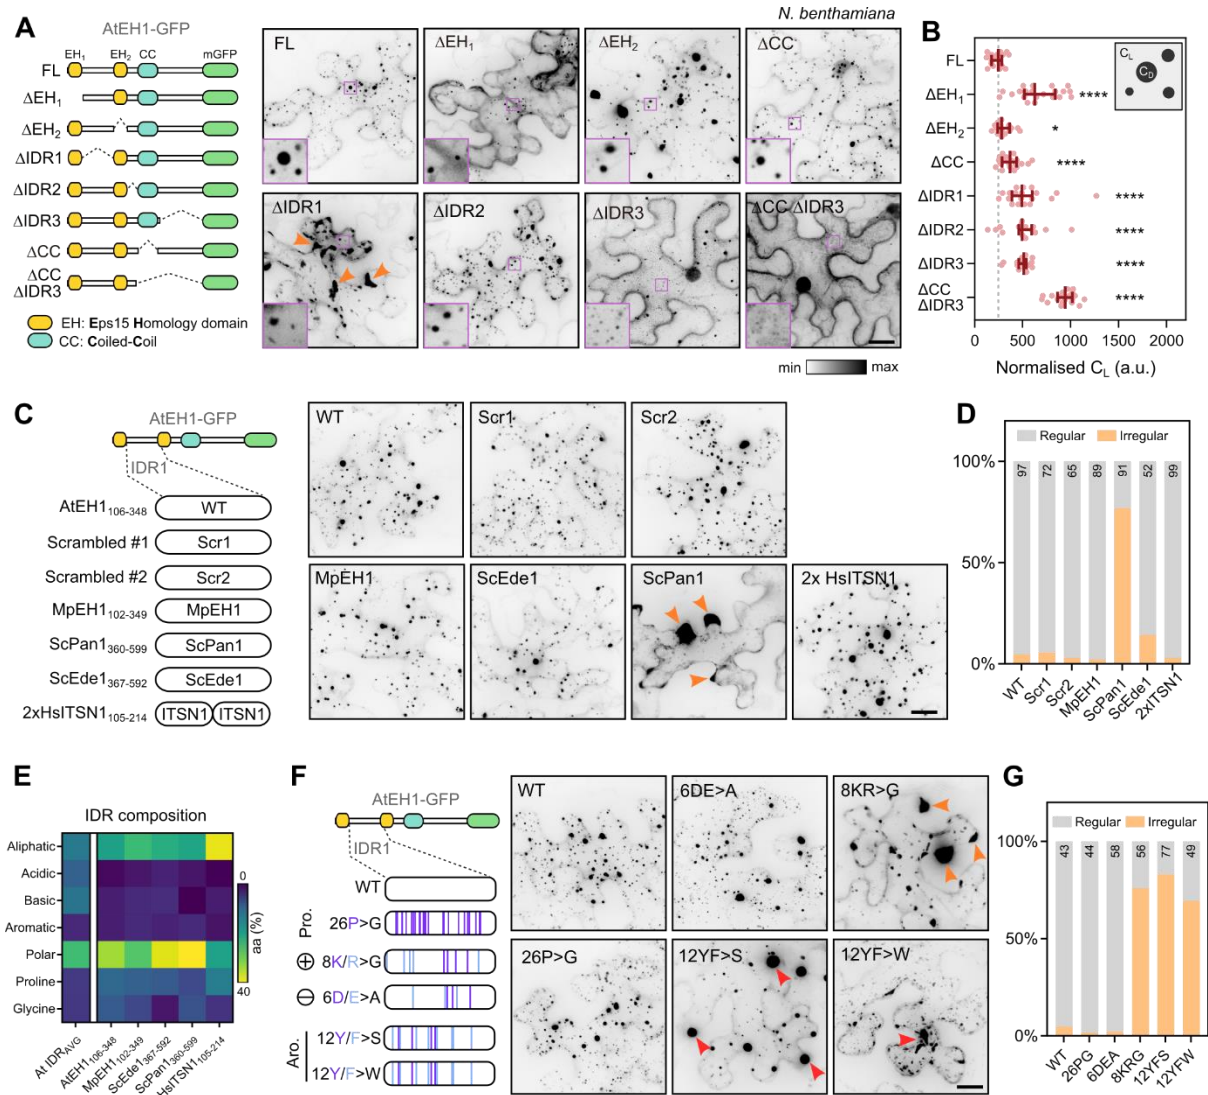 A
AtEH1-GFP
EH1 EH2 CC mGFP
FL
ΔEH1
ΔEH2
ΔIDR1
ΔIDR2
ΔIDR3
ΔCC
ΔCC
ΔIDR3
EH: Eps15 Homology domain
CC: Coiled-Coil
N. benthamiana
FL ΔEH1 ΔEH2 ΔCC
ΔIDR1 ΔIDR2 ΔIDR3 ΔCC ΔIDR3
min max
B
CL
CD
FL
ΔEH1 ****
ΔEH2 *
ΔCC ****
ΔIDR1 ****
ΔIDR2 ****
ΔIDR3 ****
ΔCC
ΔIDR3 ****
0 500 1000 1500 2000
Normalised CL (a.u.)
C
AtEH1-GFP
IDR1
AtEH1106-348 WT
Scrambled #1 Scr1
Scrambled #2 Scr2
MpEH1102-349 MpEH1
ScPan1360-599 ScPan1
ScEde1367-592 ScEde1
2xHsITSN1105-214 ITSN1 ITSN1
WT Scr1 Scr2
MpEH1 ScEde1 ScPan1 2x HsITSN1
D
Regular Irregular
100%
50%
0%
97 72 65 89 91 52 99
WT Scr1 Scr2 MpEH1 ScPan1 ScEde1 2xITSN1
E
IDR composition
Aliphatic
Acidic
Basic
Aromatic
Polar
Proline
Glycine
0
aa (%)
40
At IDRAVG AtEH1106-348 MpEH1102-349 ScEde1367-592 ScPan1360-599 HsITSN1105-214
F
AtEH1-GFP
IDR1
WT
Pro. 26P>G
+ 8K/R>G
− 6D/E>A
Aro. 12Y/F>S
12Y/F>W
WT 6DE>A 8KR>G
26P>G 12YF>S 12YF>W
G
Regular Irregular
100%
50%
0%
43 44 58 56 77 49
WT 26PG 6DEA 8KRG 12YFS 12YFW